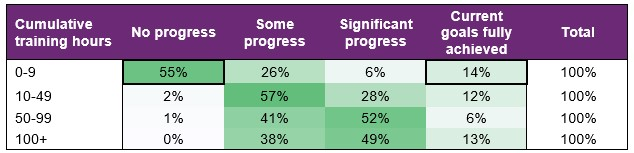 Cumulative training hours No progress Some progress Significant progress Current goals fully achieved Total
0-9 55% 26% 6% 14% 100%
10-49 2% 57% 28% 12% 100%
50-99 1% 41% 52% 6% 100%
100+ 0% 38% 49% 13% 100%